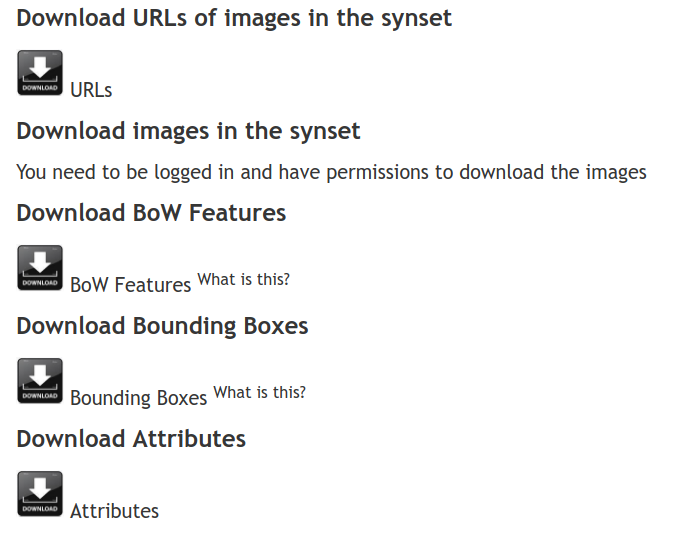 Download URLs of images in the synset
DOWNLOAD
URLs
Download images in the synset
You need to be logged in and have permissions to download the images
Download BoW Features
DOWNLOAD
BoW Features What is this?
Download Bounding Boxes
DOWNLOAD
Bounding Boxes What is this?
Download Attributes
DOWNLOAD
Attributes